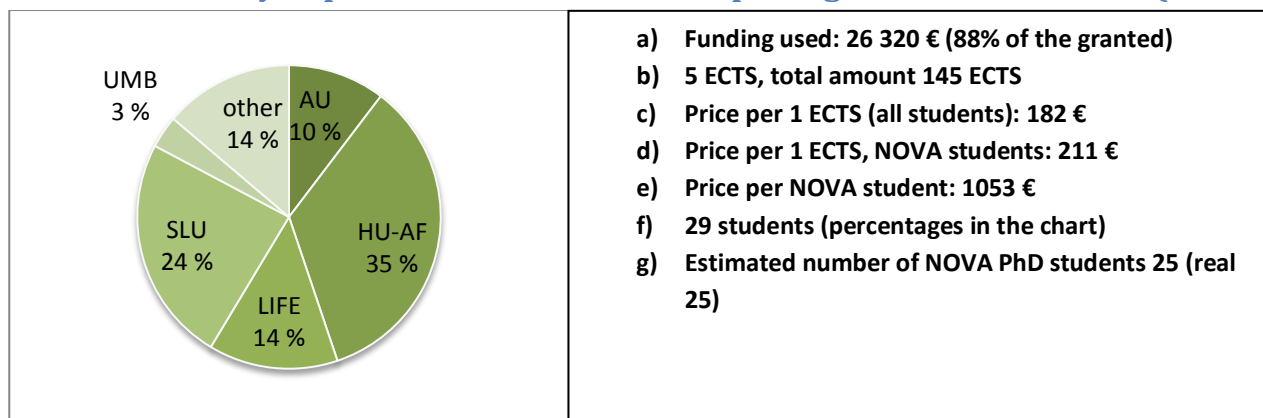 UMB
3 %
other
14 %
AU
10 %
HU-AF
35 %
LIFE
14 %
SLU
24 %
a) Funding used: 26 320 € (88% of the granted)
b) 5 ECTS, total amount 145 ECTS
c) Price per 1 ECTS (all students): 182 €
d) Price per 1 ECTS, NOVA students: 211 €
e) Price per NOVA student: 1053 €
f) 29 students (percentages in the chart)
g) Estimated number of NOVA PhD students 25 (real
25)